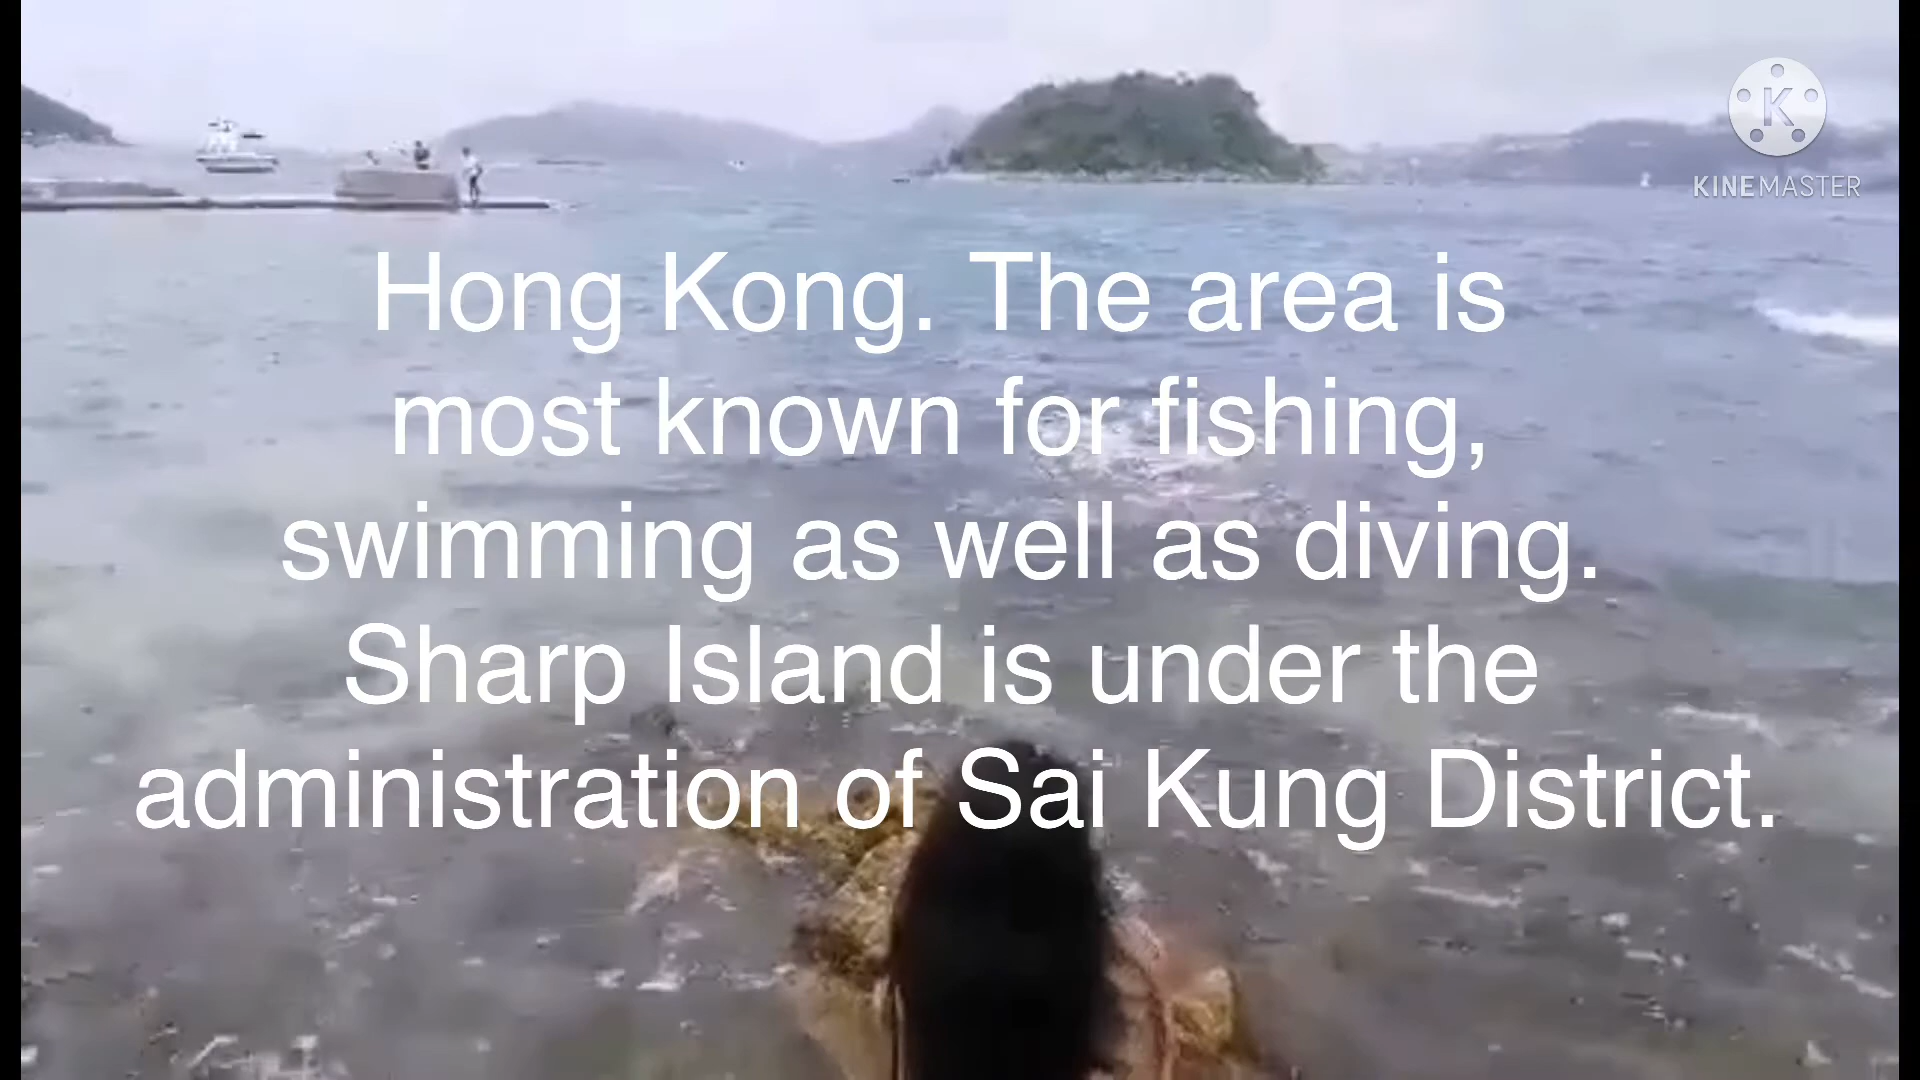 K
KINEMASTER
Hong Kong. The area is
most known for fishing,
swimming as well as diving.
Sharp Island is under the
administration of Sai Kung District.